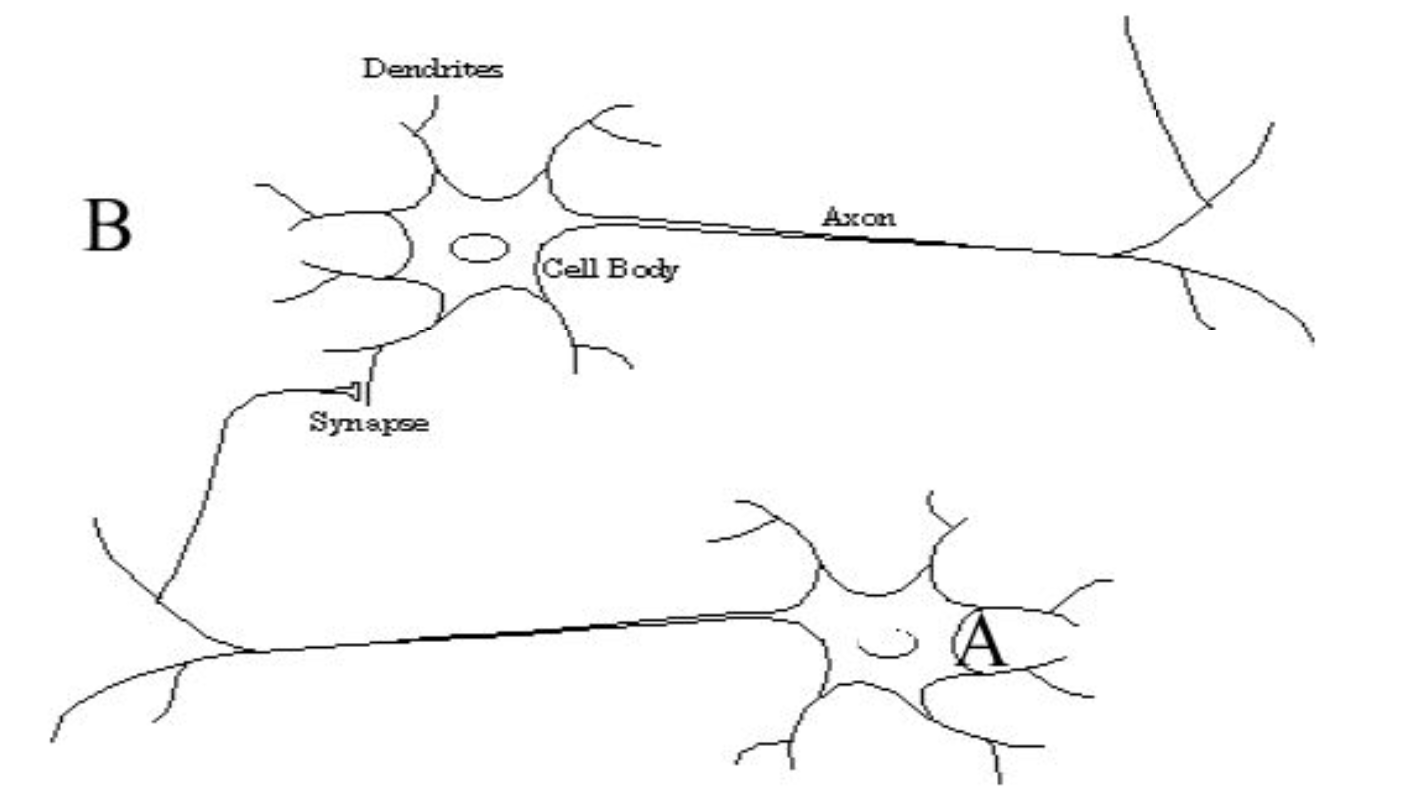 Dendrites
B
Axon
Cell Body
Synapse
A